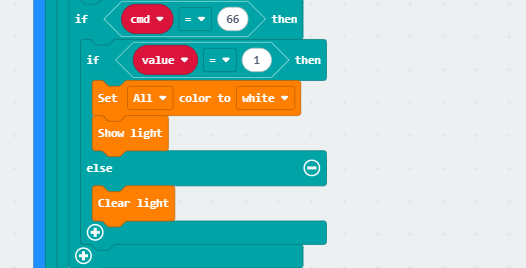 if cmd = 66 then
if value = 1 then
Set All color to white
Show light
else
Clear light